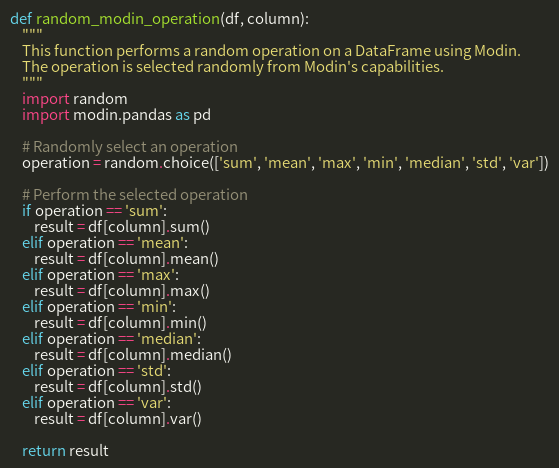 def random_modin_operation(df, column):
    """
    This function performs a random operation on a DataFrame using Modin.
    The operation is selected randomly from Modin's capabilities.
    """
    import random
    import modin.pandas as pd

    # Randomly select an operation
    operation = random.choice(['sum', 'mean', 'max', 'min', 'median', 'std', 'var'])

    # Perform the selected operation
    if operation == 'sum':
        result = df[column].sum()
    elif operation == 'mean':
        result = df[column].mean()
    elif operation == 'max':
        result = df[column].max()
    elif operation == 'min':
        result = df[column].min()
    elif operation == 'median':
        result = df[column].median()
    elif operation == 'std':
        result = df[column].std()
    elif operation == 'var':
        result = df[column].var()

    return result